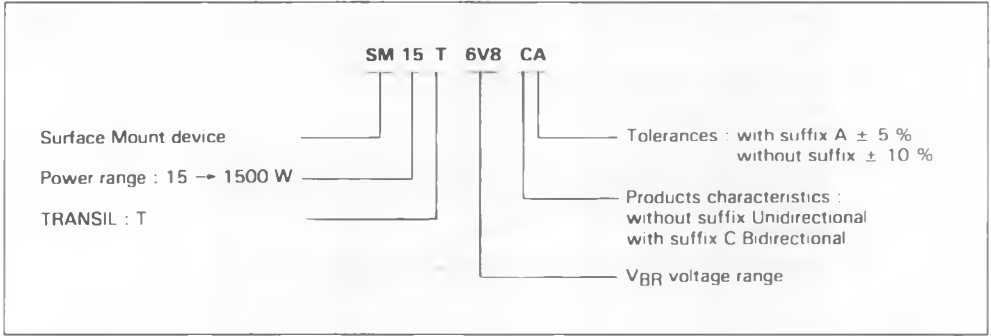 SM 15 T 6V8 CA
Surface Mount device
Power range : 15 → 1500 W
TRANSIL : T
Tolerances : with suffix A ± 5 %
without suffix ± 10 %
Products characteristics :
without suffix Unidirectional
with suffix C Bidirectional
VBR voltage range